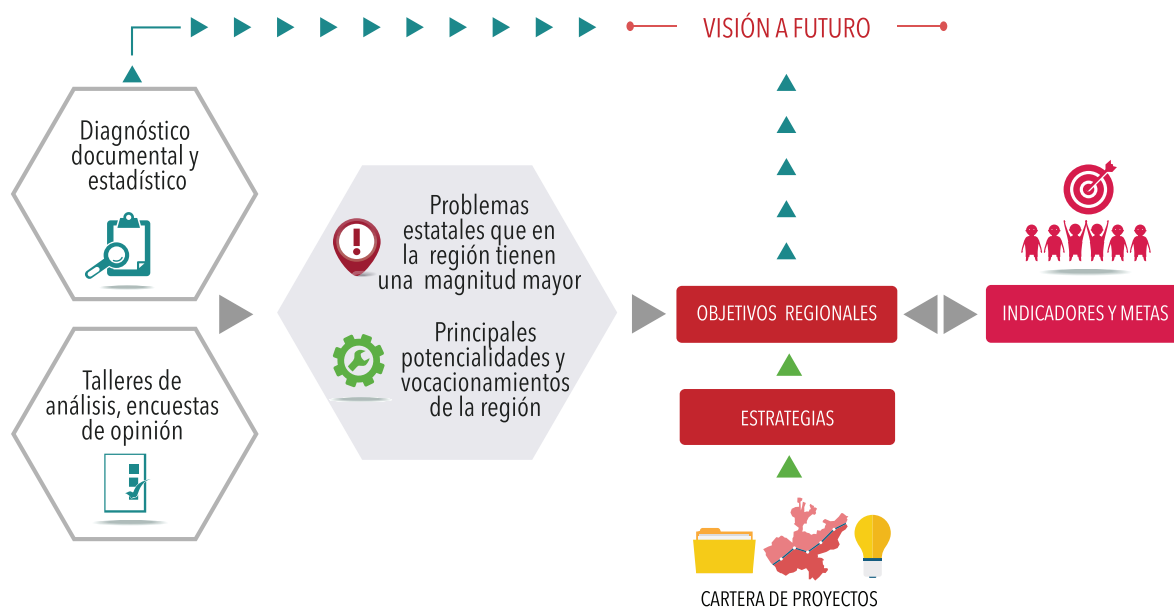 VISIÓN A FUTURO
Diagnóstico
documental y
estadístico
Talleres de
análisis, encuestas
de opinión
Problemas
estatales que en
la región tienen
una magnitud mayor
Principales
potencialidades y
vocacionamientos
de la región
OBJETIVOS REGIONALES
INDICADORES Y METAS
ESTRATEGIAS
CARTERA DE PROYECTOS